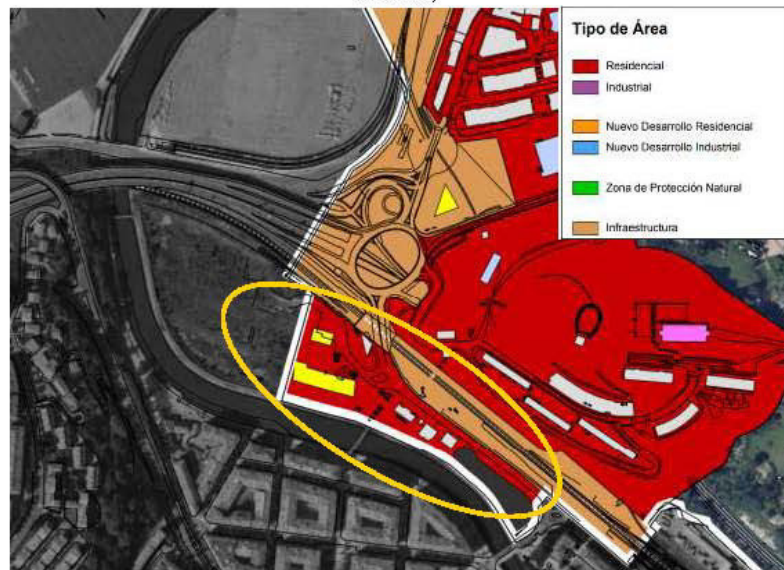 Tipo de Área
Residencial
Industrial
Nuevo Desarrollo Residencial
Nuevo Desarrollo Industrial
Zona de Protección Natural
Infraestructura